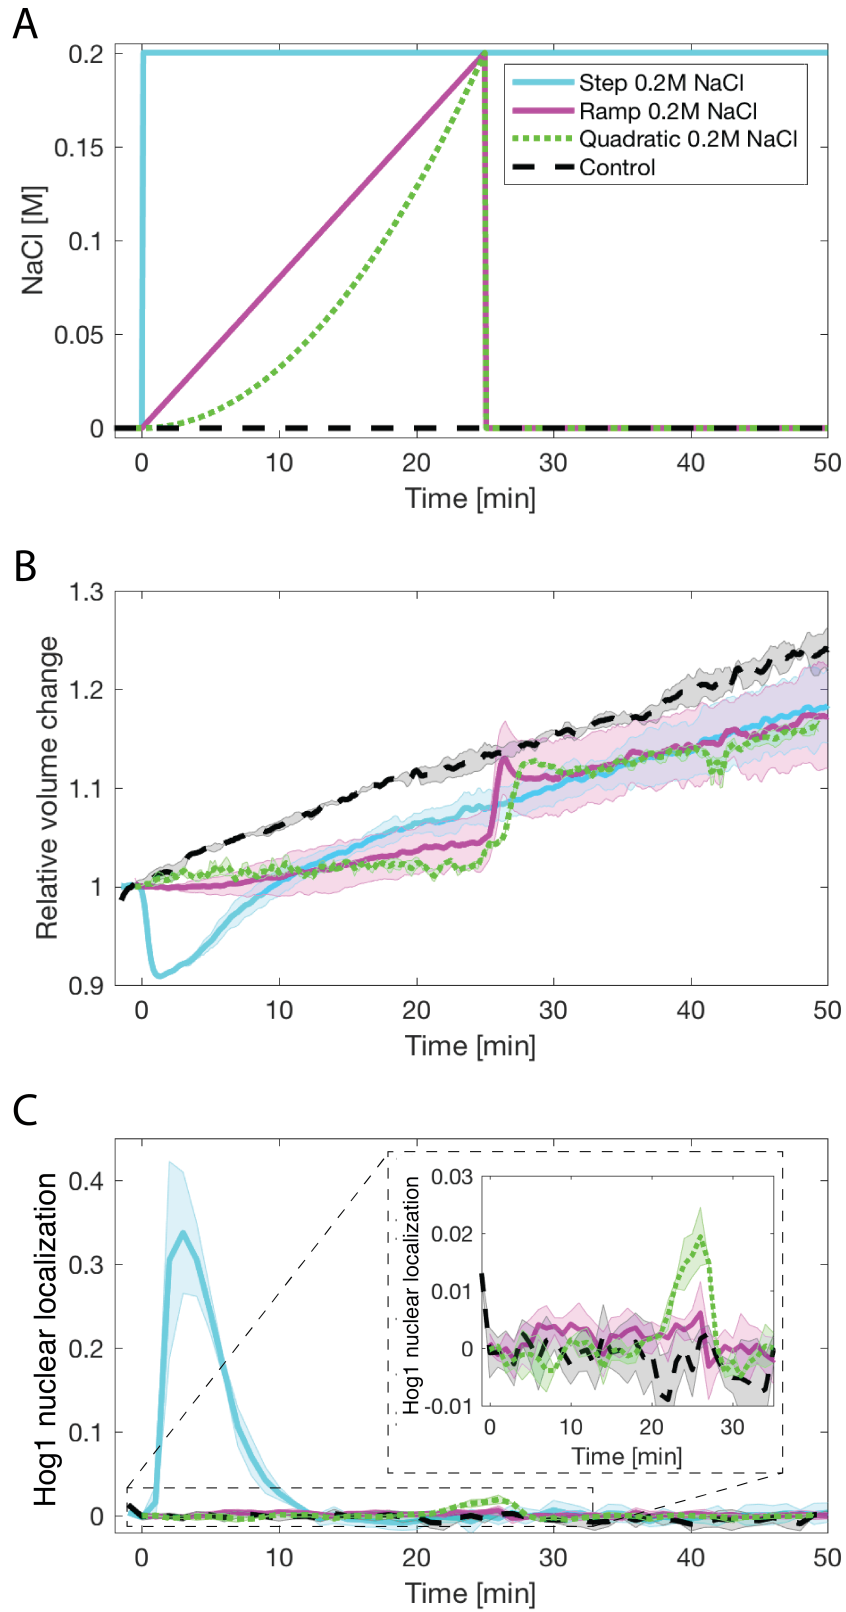 A
NaCl [M]
0.2
0.15
0.1
0.05
0
Step 0.2M NaCl
Ramp 0.2M NaCl
Quadratic 0.2M NaCl
Control
0 10 20 30 40 50
Time [min]
B
Relative volume change
1.3
1.2
1.1
1
0.9
0 10 20 30 40 50
Time [min]
C
Hog1 nuclear localization
0.4
0.3
0.2
0.1
0
Hog1 nuclear localization
0.03
0.02
0.01
0
-0.01
0 10 20 30
Time [min]
0 10 20 30 40 50
Time [min]